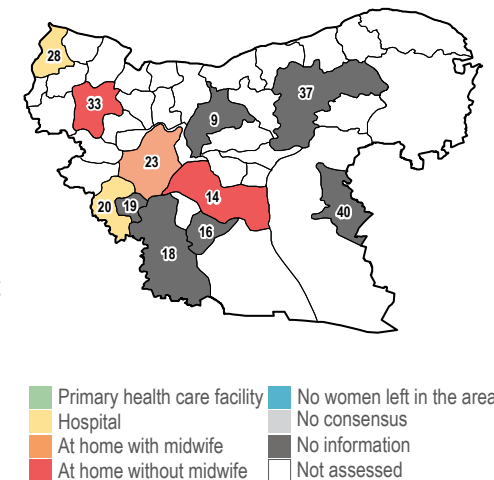 28
33
37
9
23
14
20
19
40
16
18
Primary health care facility
Hospital
At home with midwife
At home without midwife
No women left in the area
No consensus
No information
Not assessed